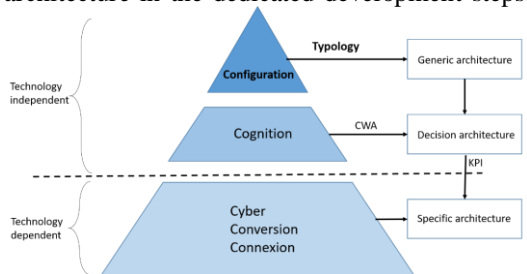 architecture in the dedicated development steps
Typology
Configuration
Generic architecture
Technology
independent
Cognition
CWA
Decision architecture
KPI
Technology
dependent
Cyber
Conversion
Connexion
Specific architecture